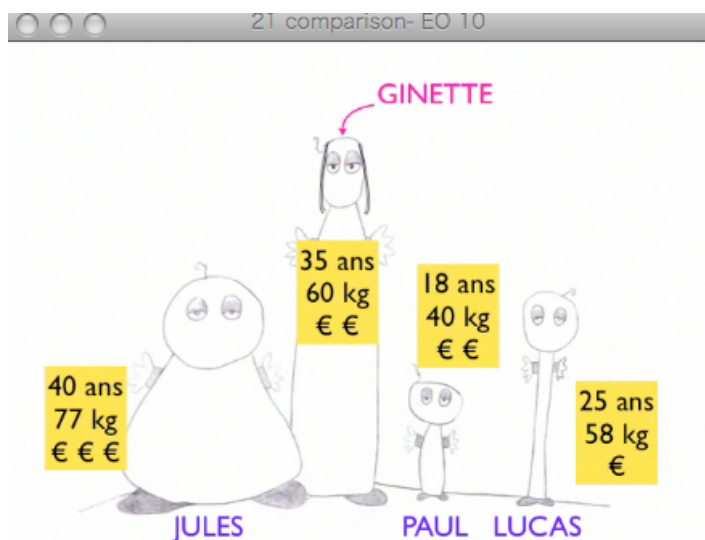 21 comparison- EO 10
GINETTE
35 ans
60 kg
€ €
18 ans
40 kg
€ €
40 ans
77 kg
€ € €
25 ans
58 kg
€
JULES
PAUL
LUCAS